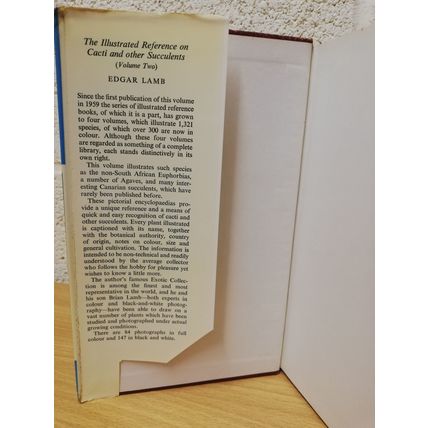 The Illustrated Reference on
Cacti and other Succulents
(Volume Two)
EDGAR LAMB
Since the first publication of this volume
in 1959 the series of illustrated reference
books, of which it is a part, has grown
to four volumes, which illustrate 1,321
species, of which over 300 are now in
colour. Although these four volumes
are regarded as something of a complete
library, each stands distinctively in its
own right.
This volume illustrates such species
as the non-South African Euphorbias,
a number of Agaves, and many inter-
esting Canarian succulents, which have
rarely been published before.
These pictorial encyclopaedias pro-
vide a unique reference and a means of
quick and easy recognition of cacti and
other succulents. Every plant illustrated
is captioned with its name, together
with the botanical authority, country
of origin, notes on colour, size and
general cultivation. The information is
intended to be non-technical and readily
understood by the average collector
who follows the hobby for pleasure yet
wishes to know a little more.
The author's famous Exotic Collec-
tion is among the finest and most
representative in the world, and he and
his son Brian Lamb—both experts in
colour and black-and-white photog-
raphy—have been able to draw on a
vast number of plants which have been
studied and photographed under actual
growing conditions.
There are 84 photographs in full
colour and 147 in black and white.